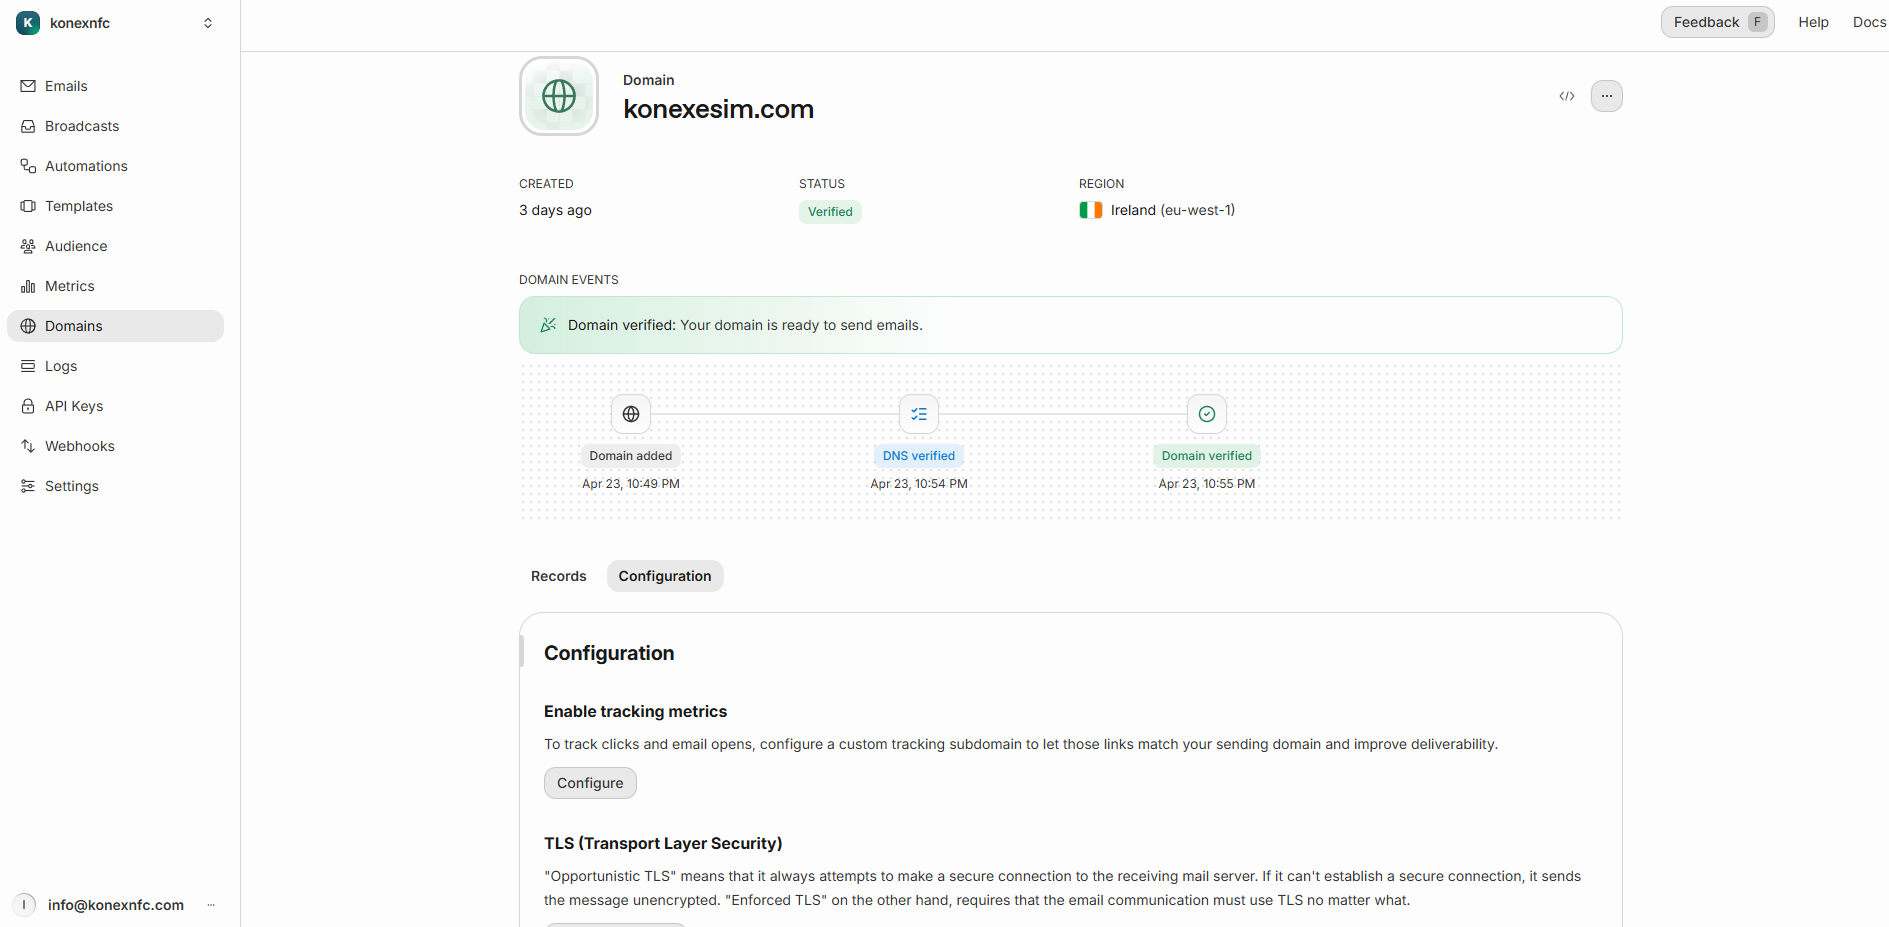 K konexnfc
Feedback F Help Docs
Emails
Broadcasts
Automations
Templates
Audience
Metrics
Domains
Logs
API Keys
Webhooks
Settings
I info@konexnfc.com ...
Domain
konexesim.com
</> ...
CREATED STATUS REGION
3 days ago Verified Ireland (eu-west-1)
DOMAIN EVENTS
Domain verified: Your domain is ready to send emails.
Domain added DNS verified Domain verified
Apr 23, 10:49 PM Apr 23, 10:54 PM Apr 23, 10:55 PM
Records Configuration
Configuration
Enable tracking metrics
To track clicks and email opens, configure a custom tracking subdomain to let those links match your sending domain and improve deliverability.
Configure
TLS (Transport Layer Security)
"Opportunistic TLS" means that it always attempts to make a secure connection to the receiving mail server. If it can't establish a secure connection, it sends
the message unencrypted. "Enforced TLS" on the other hand, requires that the email communication must use TLS no matter what.